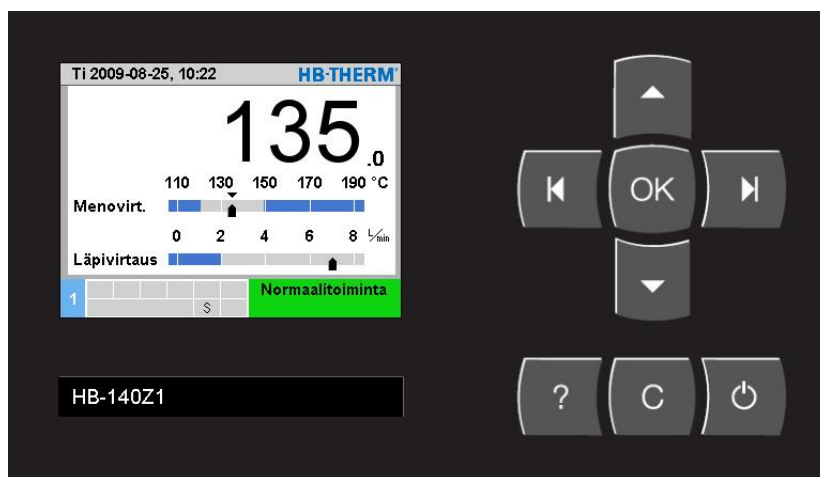 Ti 2009-08-25, 10:22 HB-THERM®
135.0
110 130 150 170 190 °C
Menovirt.
0 2 4 6 8 L/min
Läpivirtaus
1 S Normaalitoiminta
HB-140Z1
OK
? C